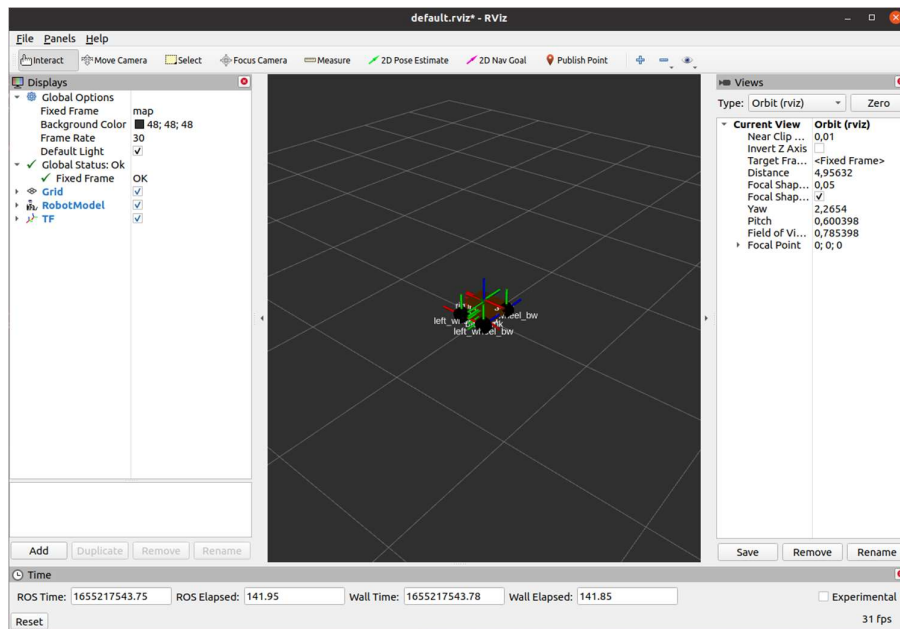 default.rviz* - RViz
File Panels Help
Interact Move Camera Select Focus Camera Measure 2D Pose Estimate 2D Nav Goal Publish Point
Displays
Global Options
Fixed Frame map
Background Color 48; 48; 48
Frame Rate 30
Default Light
Global Status: Ok
Fixed Frame OK
Grid
RobotModel
TF
Add Duplicate Remove Rename
left_wheel_bw
Views
Type: Orbit (rviz) Zero
Current View Orbit (rviz)
Near Clip ... 0,01
Invert Z Axis
Target Fra... <Fixed Frame>
Distance 4,95632
Focal Shap... 0,05
Focal Shap...
Yaw 2,2654
Pitch 0,600398
Field of Vi... 0,785398
Focal Point 0; 0; 0
Save Remove Rename
Time
ROS Time: 1655217543.75 ROS Elapsed: 141.95 Wall Time: 1655217543.78 Wall Elapsed: 141.85 Experimental
Reset 31 fps